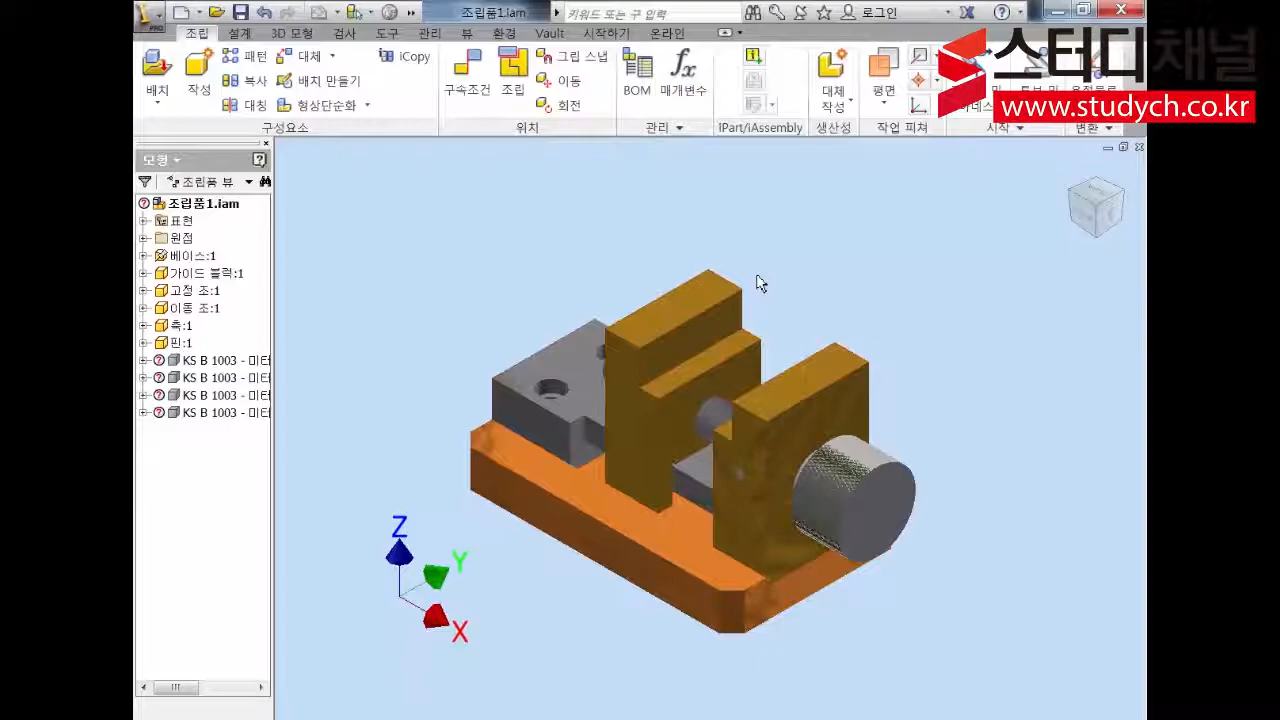 조립품1.iam
키워드 또는 구 입력
로그인
PRO
조립 설계 3D 모형 검사 도구 관리 뷰 환경 Vault 시작하기 온라인
스터디채널
www.studych.co.kr
배치
작성
패턴
복사
대칭
대체
배치 만들기
형상단순화
iCopy
구속조건
조립
그립 스냅
이동
회전
BOM
매개변수
대체
작성
평면
구성요소
위치
관리
IPart/iAssembly
생산성
작업 피쳐
시작
변환
모형
조립품 뷰
조립품1.iam
표현
원점
베이스:1
가이드 블럭:1
고정 조:1
이동 조:1
축:1
핀:1
KS B 1003 - 미터
KS B 1003 - 미터
KS B 1003 - 미터
KS B 1003 - 미터
Z
Y
X